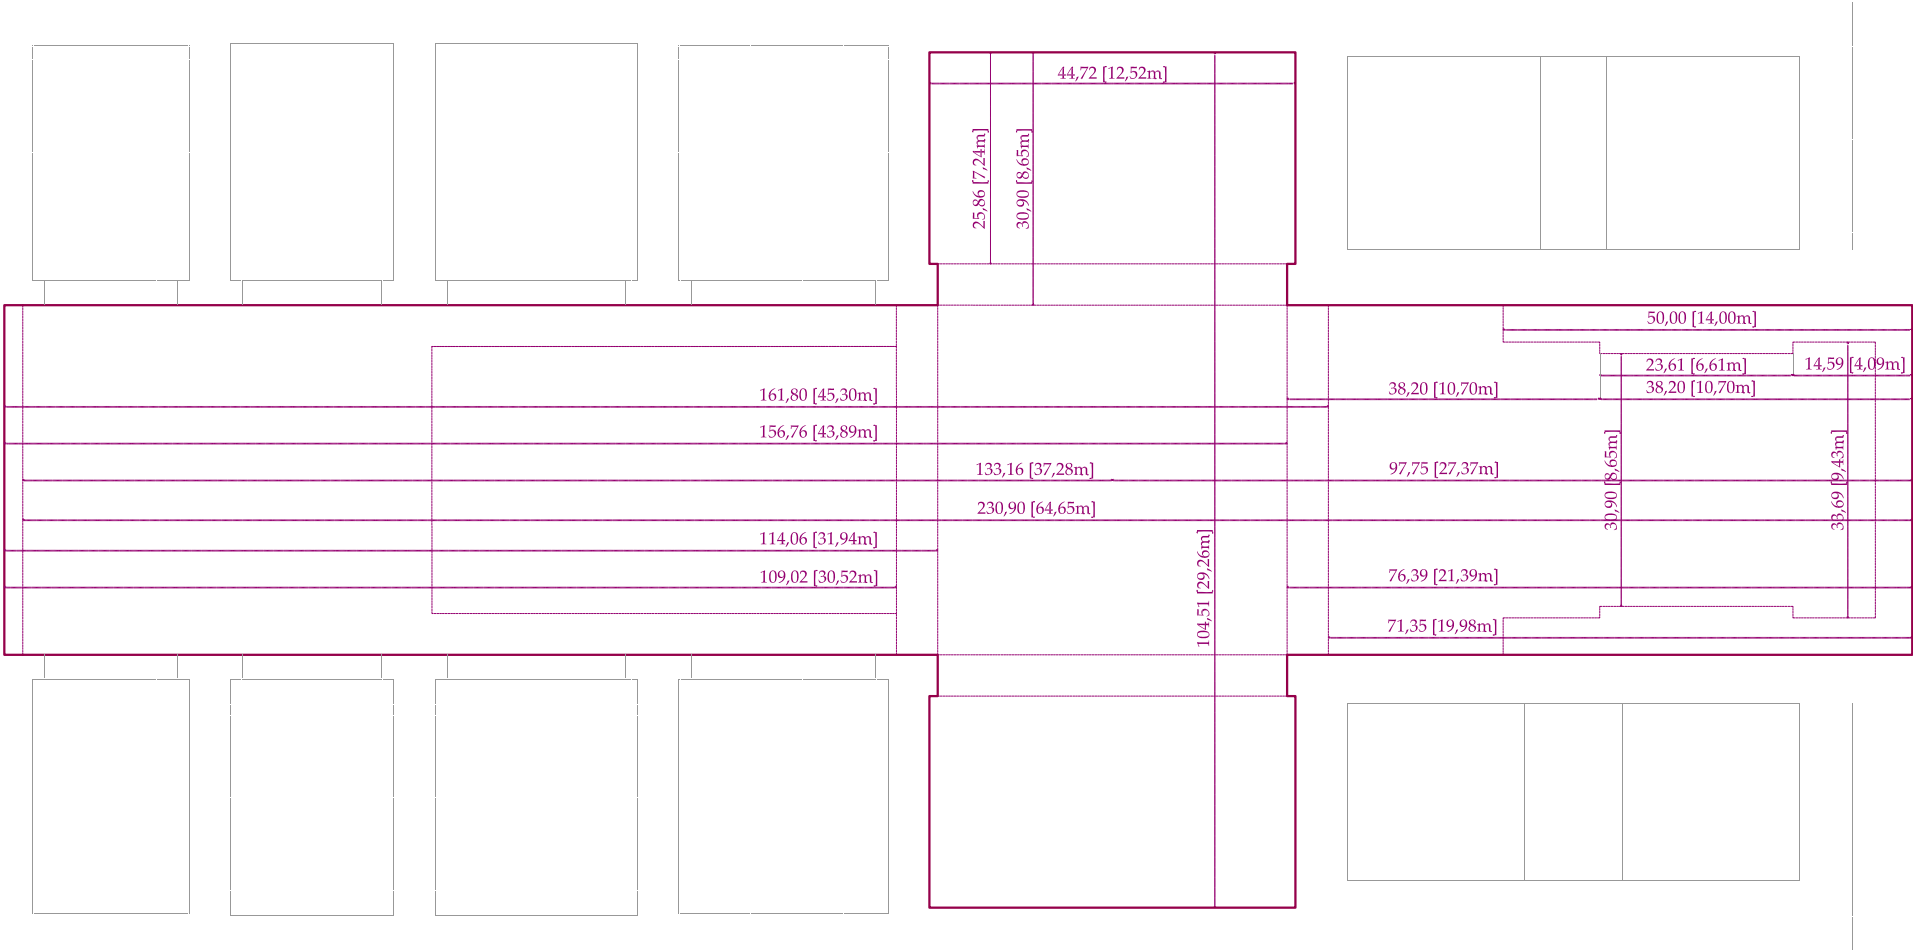 44,72 [12,52m]
25,86 [7,24m]
30,90 [8,65m]
50,00 [14,00m]
23,61 [6,61m]
14,59 [4,09m]
38,20 [10,70m]
38,20 [10,70m]
161,80 [45,30m]
156,76 [43,89m]
133,16 [37,28m]
97,75 [27,37m]
30,90 [8,65m]
33,69 [9,43m]
230,90 [64,65m]
114,06 [31,94m]
104,51 [29,26m]
109,02 [30,52m]
76,39 [21,39m]
71,35 [19,98m]